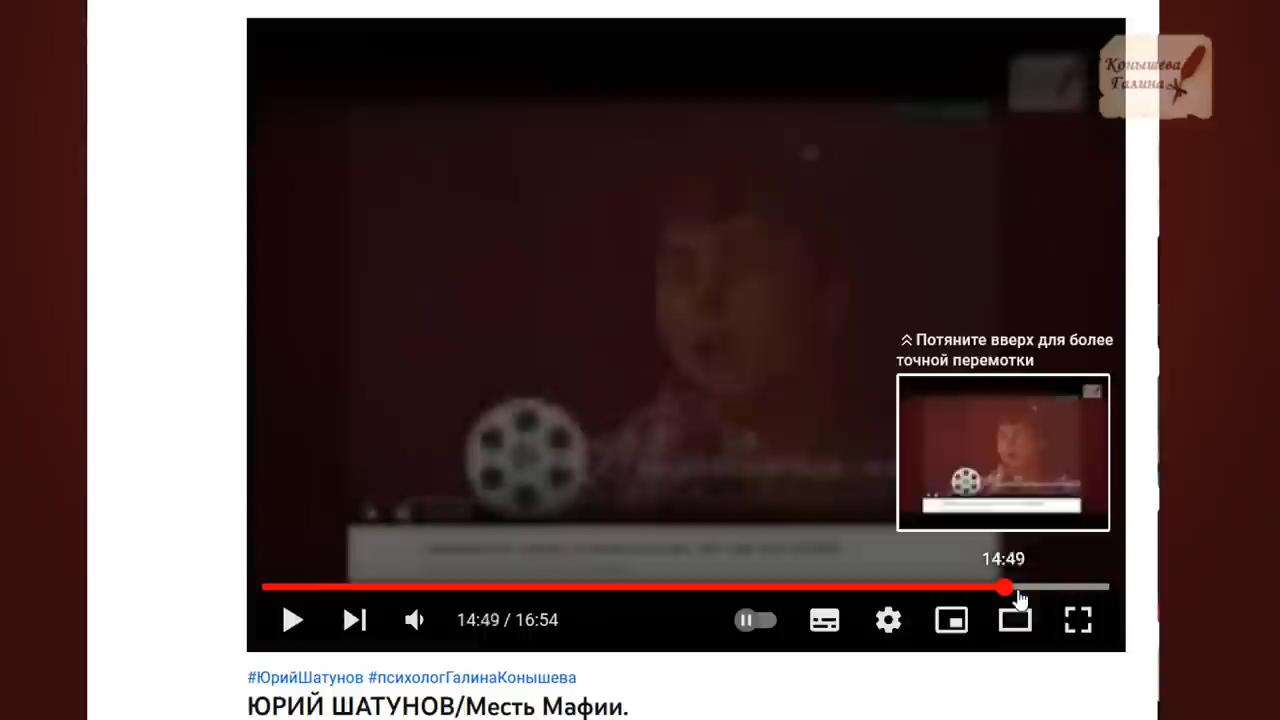 Конышева
Галина
Потяните вверх для более
точной перемотки
14:49
14:49 / 16:54
#ЮрийШатунов #психологГалинаКонышева
ЮРИЙ ШАТУНОВ/Месть Мафии.